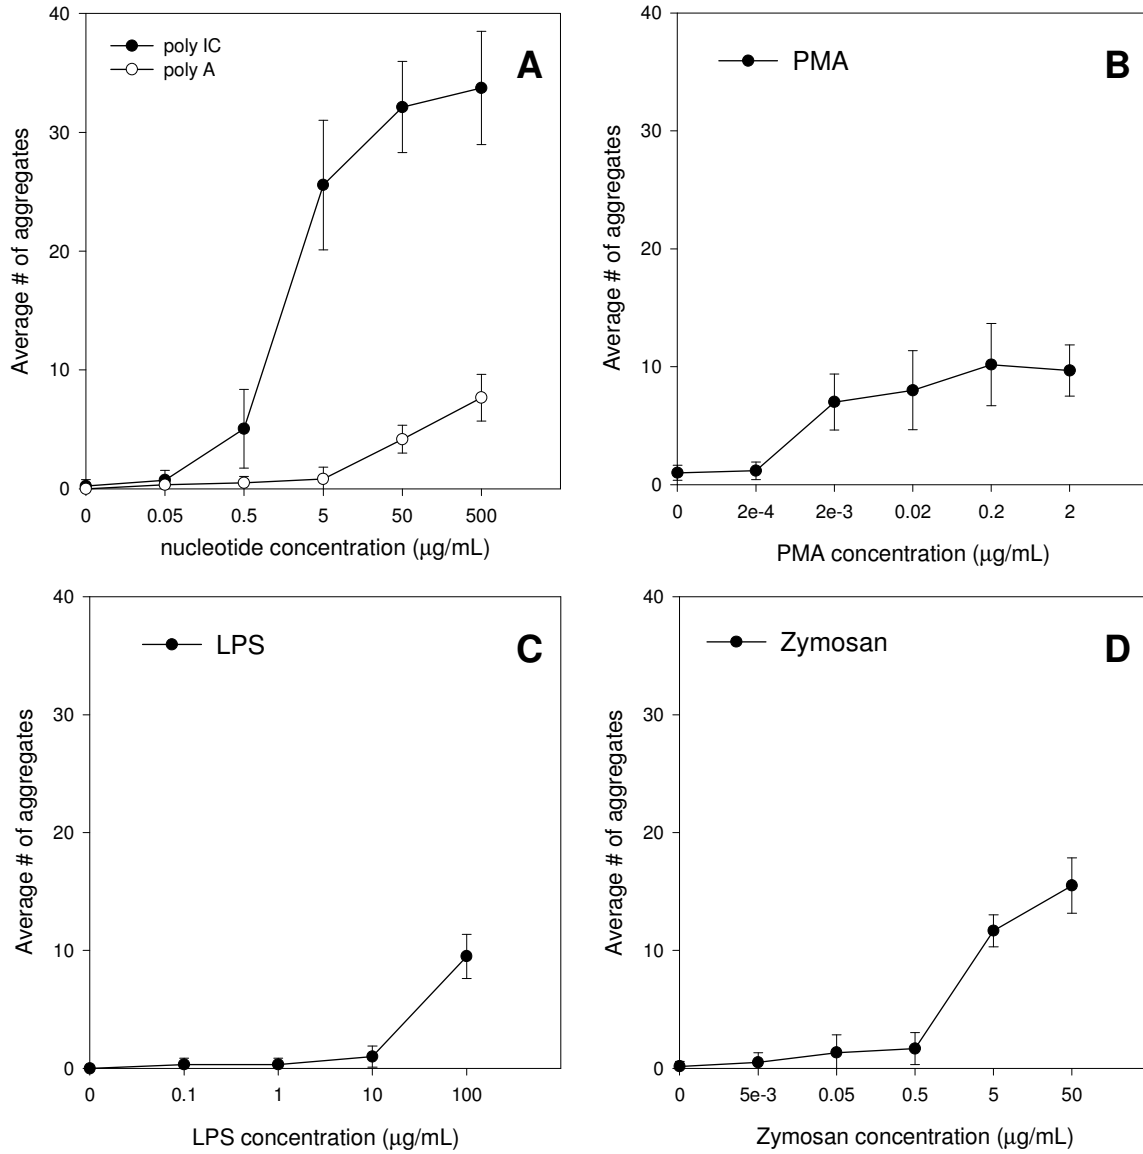 poly IC
poly A
A
Average # of aggregates
40
30
20
10
0
0 0.05 0.5 5 50 500
nucleotide concentration (μg/mL)
PMA
B
Average # of aggregates
40
30
20
10
0
0 2e-4 2e-3 0.02 0.2 2
PMA concentration (μg/mL)
LPS
C
Average # of aggregates
40
30
20
10
0
0 0.1 1 10 100
LPS concentration (μg/mL)
Zymosan
D
Average # of aggregates
40
30
20
10
0
0 5e-3 0.05 0.5 5 50
Zymosan concentration (μg/mL)